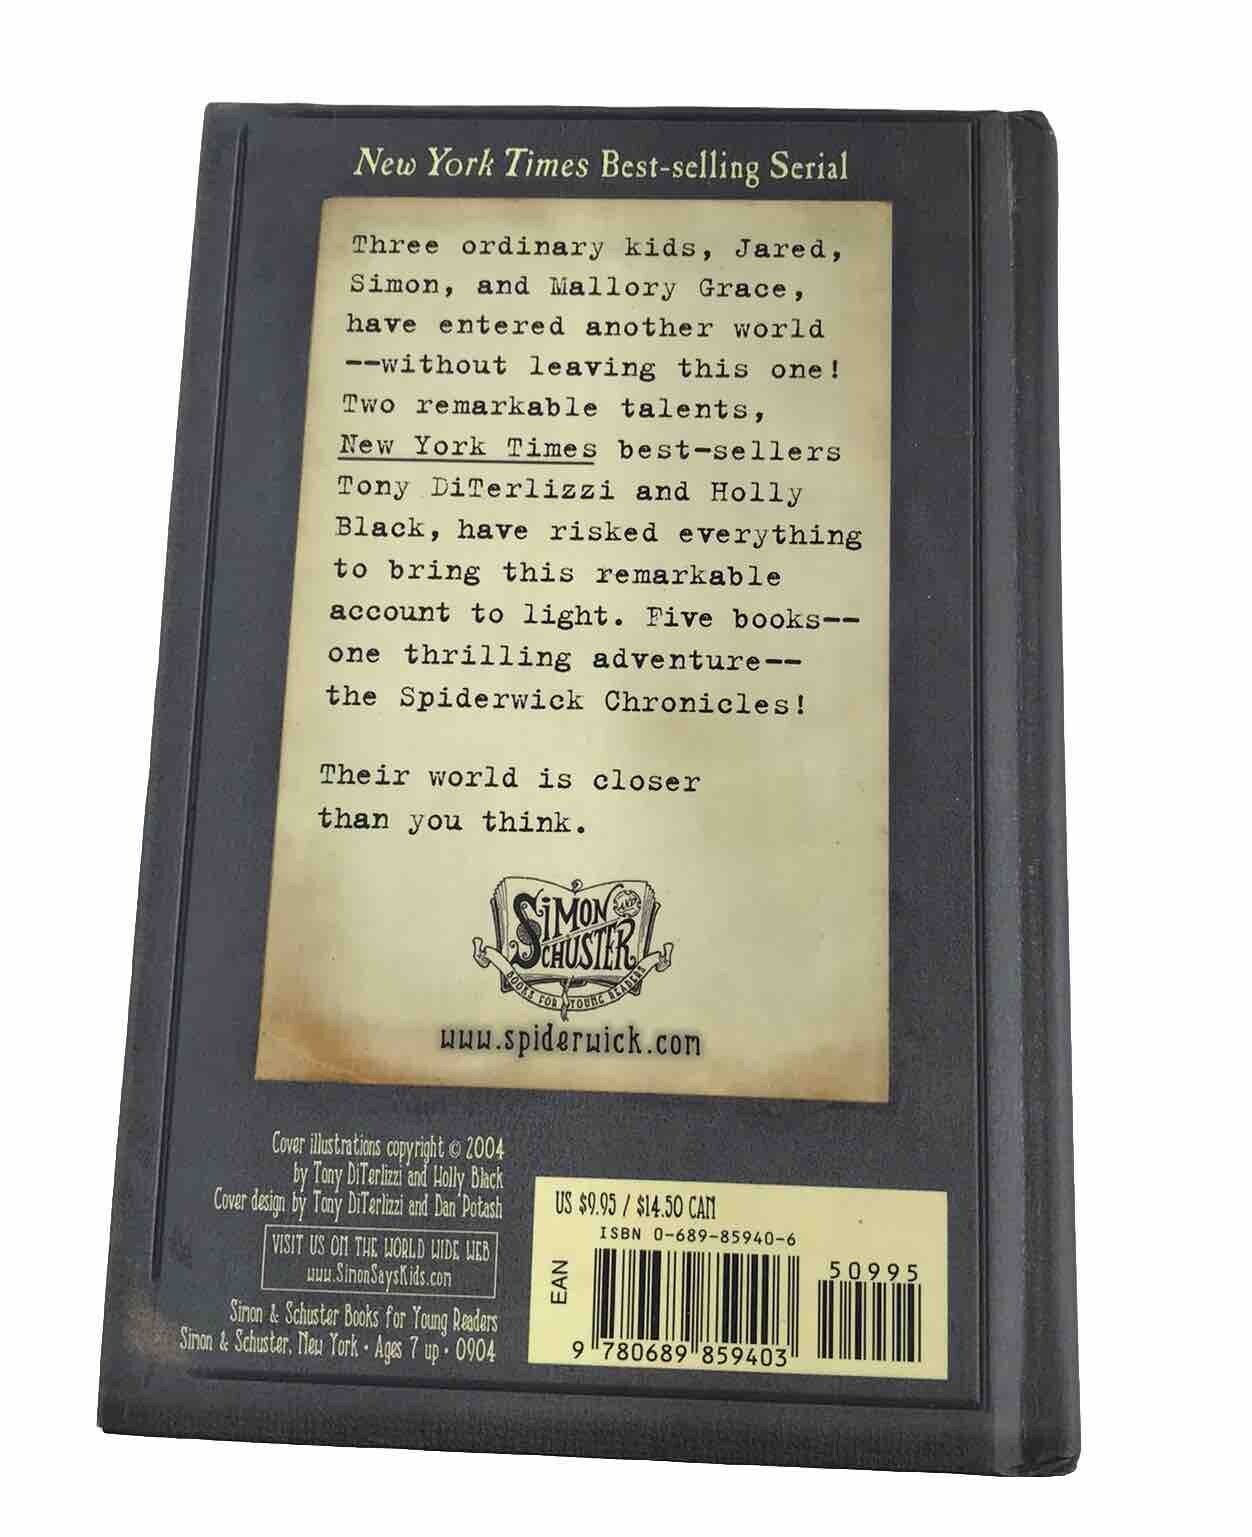 New York Times Best-selling Serial
Three ordinary kids, Jared,
Simon, and Mallory Grace,
have entered another world
--without leaving this one!
Two remarkable talents,
New York Times best-sellers
Tony DiTerlizzi and Holly
Black, have risked everything
to bring this remarkable
account to light. Five books--
one thrilling adventure--
the Spiderwick Chronicles!
Their world is closer
than you think.
SIMON AND
SCHUSTER
BOOKS FOR YOUNG READERS
www.spiderwick.com
Cover illustrations copyright © 2004
by Tony DiTerlizzi and Holly Black
Cover design by Tony DiTerlizzi and Dan Potash
VISIT US ON THE WORLD WIDE WEB
www.SimonSaysKids.com
Simon & Schuster Books for Young Readers
Simon & Schuster, New York • Ages 7 up • 0904
US $9.95 / $14.50 CAN
ISBN 0-689-85940-6
EAN
50995
9 780689 859403